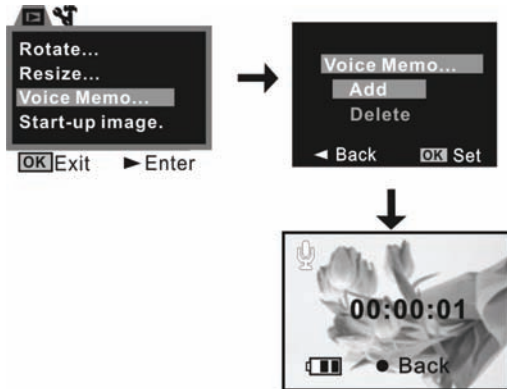 Rotate...
Resize...
Voice Memo...
Start-up image.
OK Exit ► Enter
Voice Memo...
Add
Delete
◄ Back OK Set
00:00:01
● Back